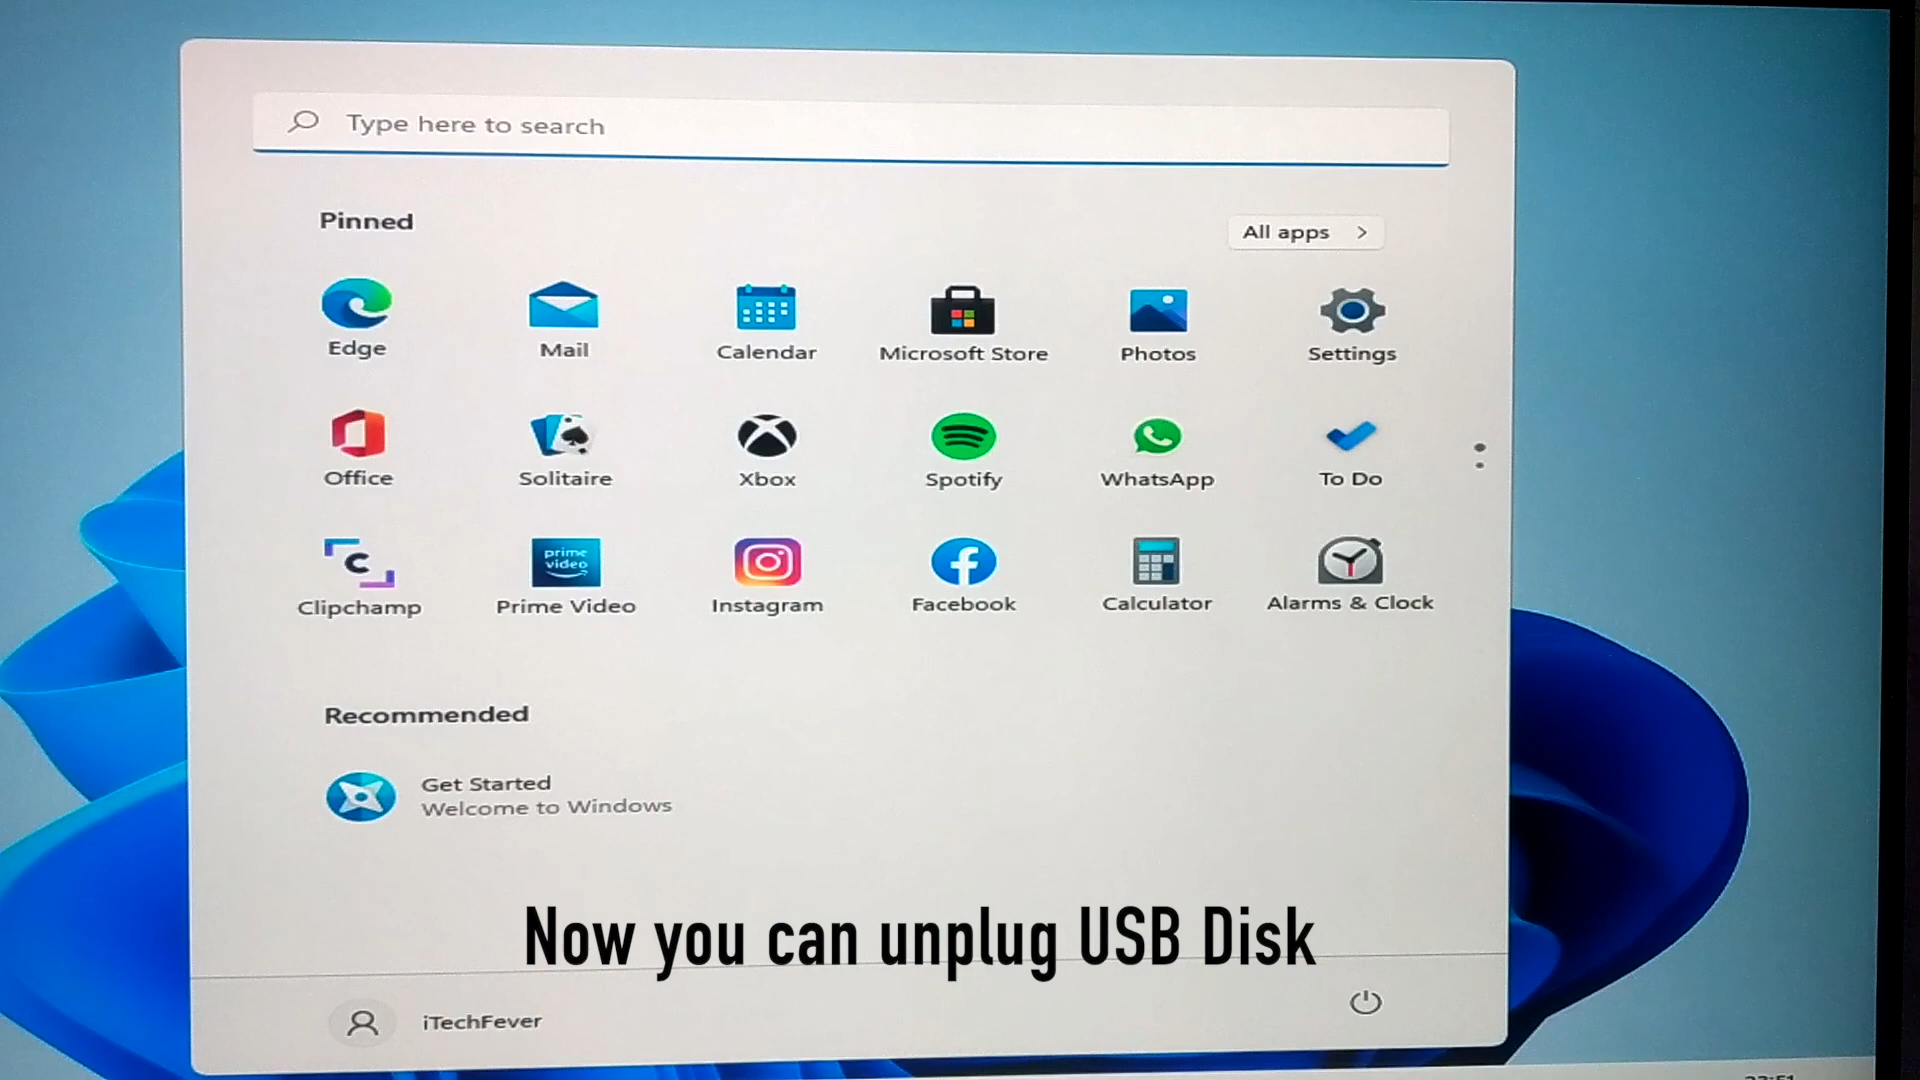 Type here to search
Pinned
All apps >
Edge
Mail
Calendar
Microsoft Store
Photos
Settings
Office
Solitaire
Xbox
Spotify
WhatsApp
To Do
prime
video
C
Clipchamp
Prime Video
Instagram
Facebook
Calculator
Alarms & Clock
Recommended
Get Started
Welcome to Windows
Now you can unplug USB Disk
iTechFever